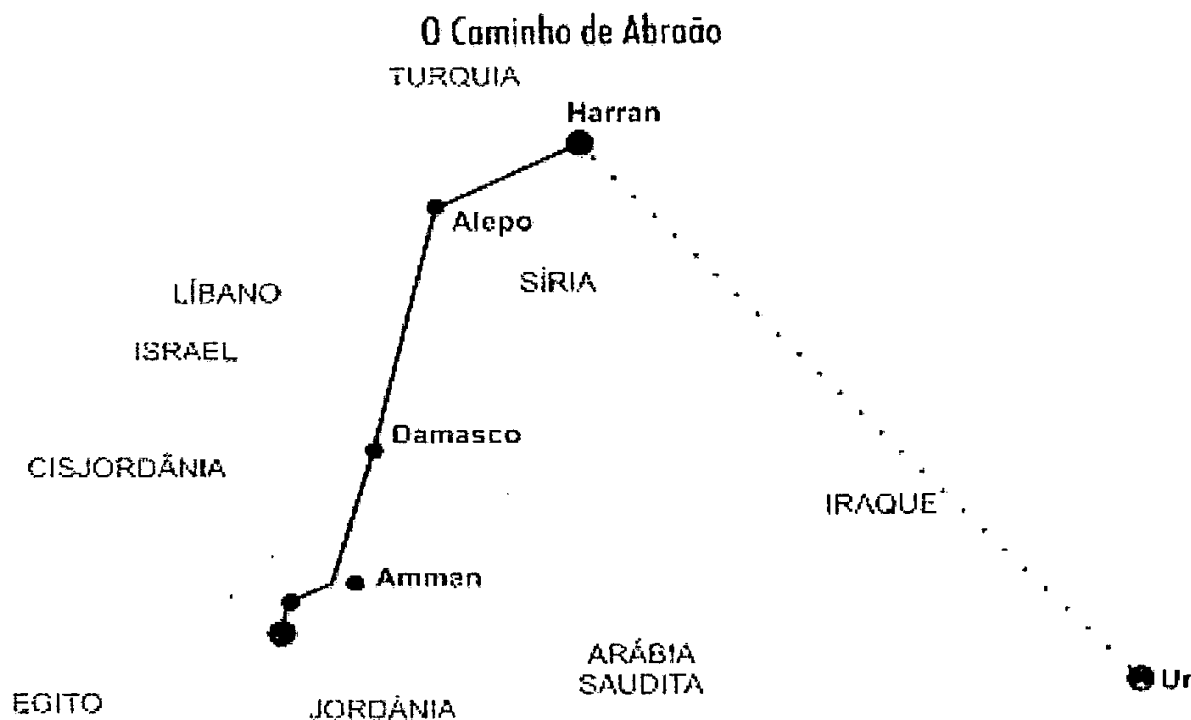 O Caminho de Abraão
TURQUIA
Harran
Alepo
SÍRIA
LÍBANO
ISRAEL
Damasco
CISJORDÂNIA
IRAQUE
Amman
ARÁBIA
SAUDITA
Ur
EGITO
JORDÂNIA